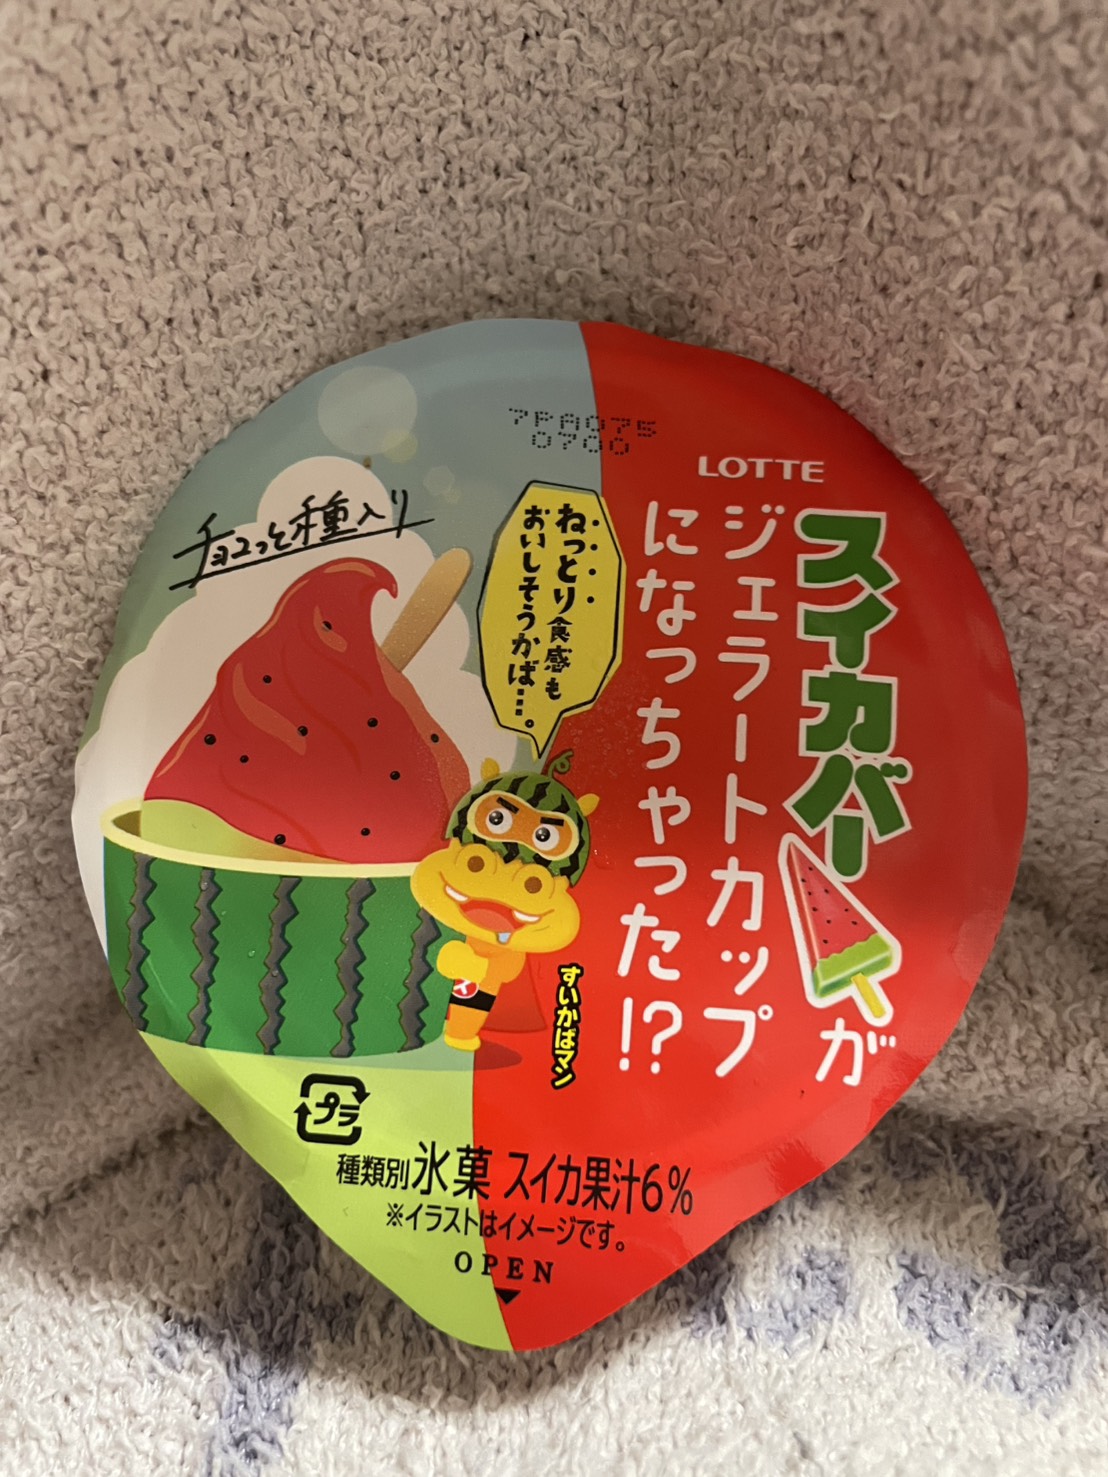 7PA075
0700
LOTTE
スイカバーが
ジェラートカップ
になっちゃった!?
チョコっと種入り
ねっとり食感も
おいしそうかば…。
すいかばマン
プラ
種類別氷菓 スイカ果汁6%
※イラストはイメージです。
OPEN